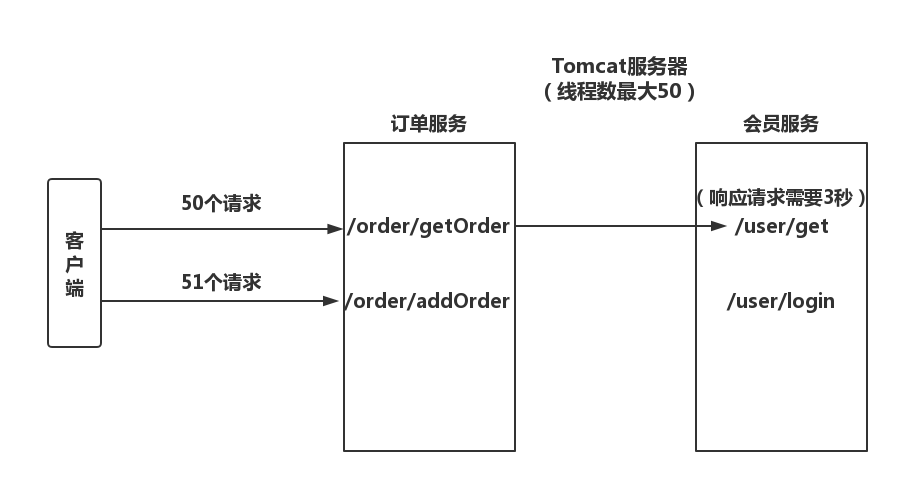 Tomcat服务器
（线程数最大50）
订单服务
会员服务
50个请求
（响应请求需要3秒）
/order/getOrder
/user/get
客户端
51个请求
/order/addOrder
/user/login